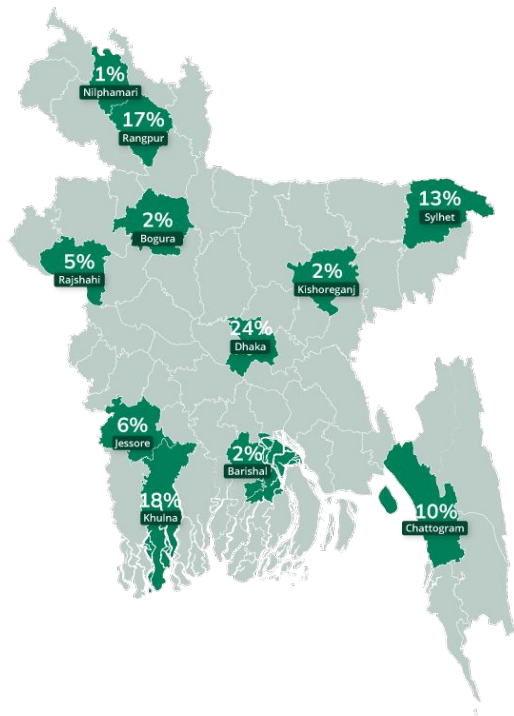 1%
Nilphamari
17%
Rangpur
13%
Sylhet
2%
Bogura
5%
Rajshahi
2%
Kishoreganj
24%
Dhaka
6%
Jessore
2%
Barishal
18%
Khulna
10%
Chattogram